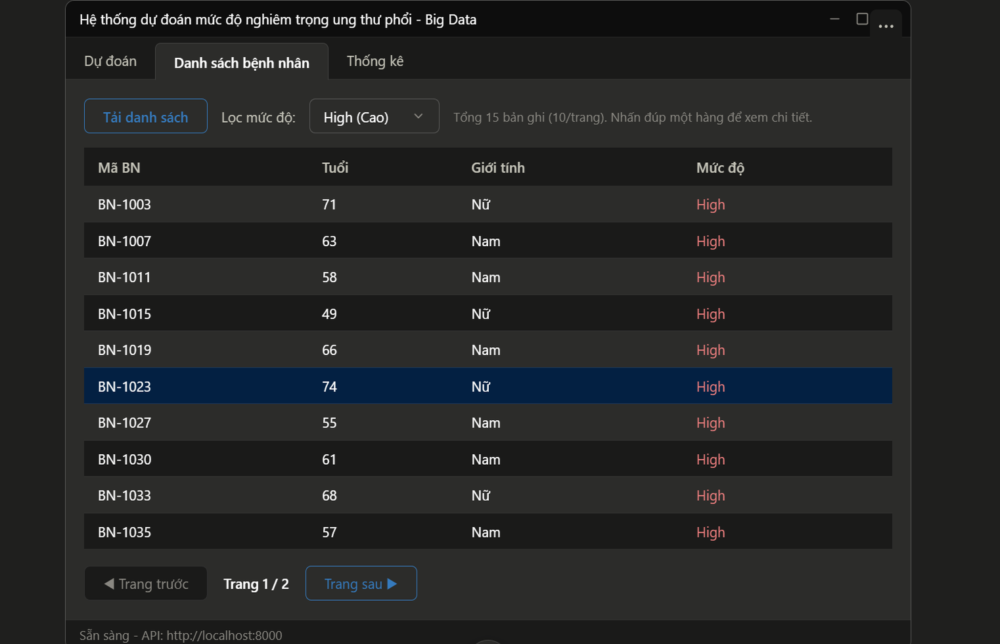 Hệ thống dự đoán mức độ nghiêm trọng ung thư phổi - Big Data
Dự đoán Danh sách bệnh nhân Thống kê
Tải danh sách Lọc mức độ: High (Cao) Tổng 15 bản ghi (10/trang). Nhấn đúp một hàng để xem chi tiết.
Mã BN Tuổi Giới tính Mức độ
BN-1003 71 Nữ High
BN-1007 63 Nam High
BN-1011 58 Nam High
BN-1015 49 Nữ High
BN-1019 66 Nam High
BN-1023 74 Nữ High
BN-1027 55 Nam High
BN-1030 61 Nam High
BN-1033 68 Nữ High
BN-1035 57 Nam High
◀ Trang trước Trang 1 / 2 Trang sau ▶
Sẵn sàng - API: http://localhost:8000